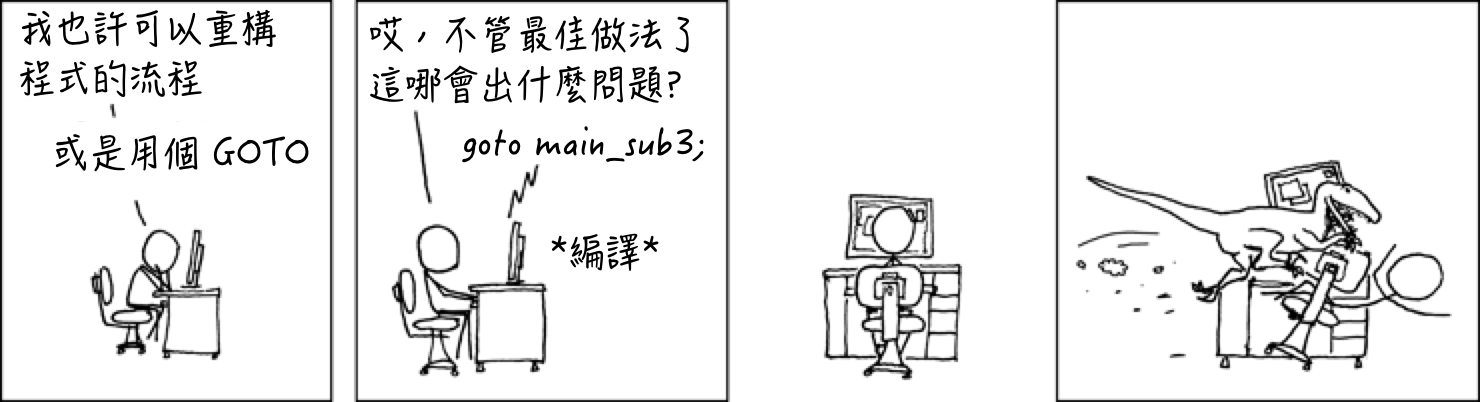 我也許可以重構
程式的流程
或是用個 GOTO
哎，不管最佳做法了
這哪會出什麼問題?
goto main_sub3;
*編譯*